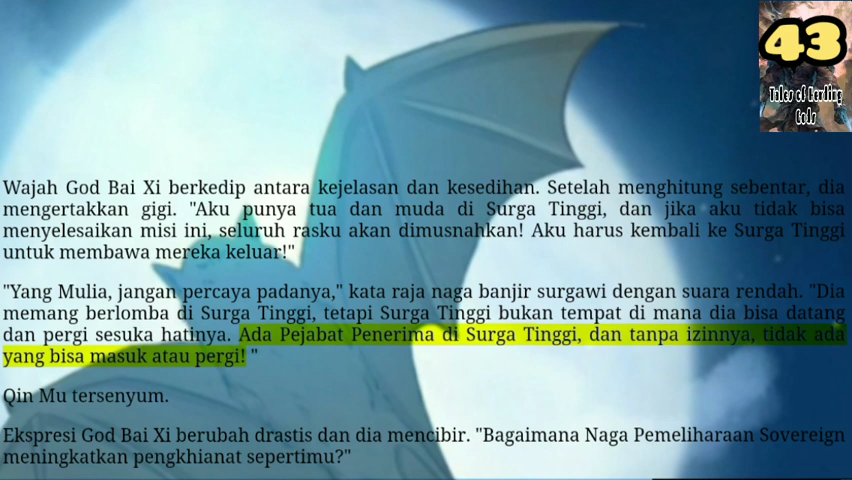 43
Tales of Herding
Gods
Wajah God Bai Xi berkedip antara kejelasan dan kesedihan. Setelah menghitung sebentar, dia
mengertakkan gigi. "Aku punya tua dan muda di Surga Tinggi, dan jika aku tidak bisa
menyelesaikan misi ini, seluruh rasku akan dimusnahkan! Aku harus kembali ke Surga Tinggi
untuk membawa mereka keluar!"
"Yang Mulia, jangan percaya padanya," kata raja naga banjir surgawi dengan suara rendah. "Dia
memang berlomba di Surga Tinggi, tetapi Surga Tinggi bukan tempat di mana dia bisa datang
dan pergi sesuka hatinya. Ada Pejabat Penerima di Surga Tinggi, dan tanpa izinnya, tidak ada
yang bisa masuk atau pergi! "
Qin Mu tersenyum.
Ekspresi God Bai Xi berubah drastis dan dia mencibir. "Bagaimana Naga Pemeliharaan Sovereign
meningkatkan pengkhianat sepertimu?"